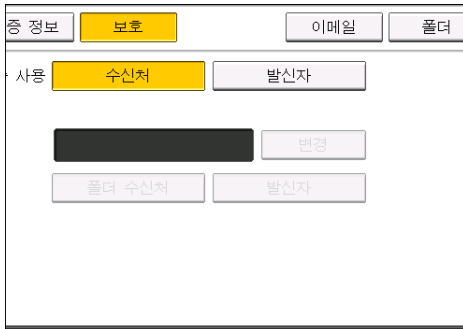 증 정보 보호 이메일 폴더
사용 수신처 발신자
변경
폴더 수신처 발신자